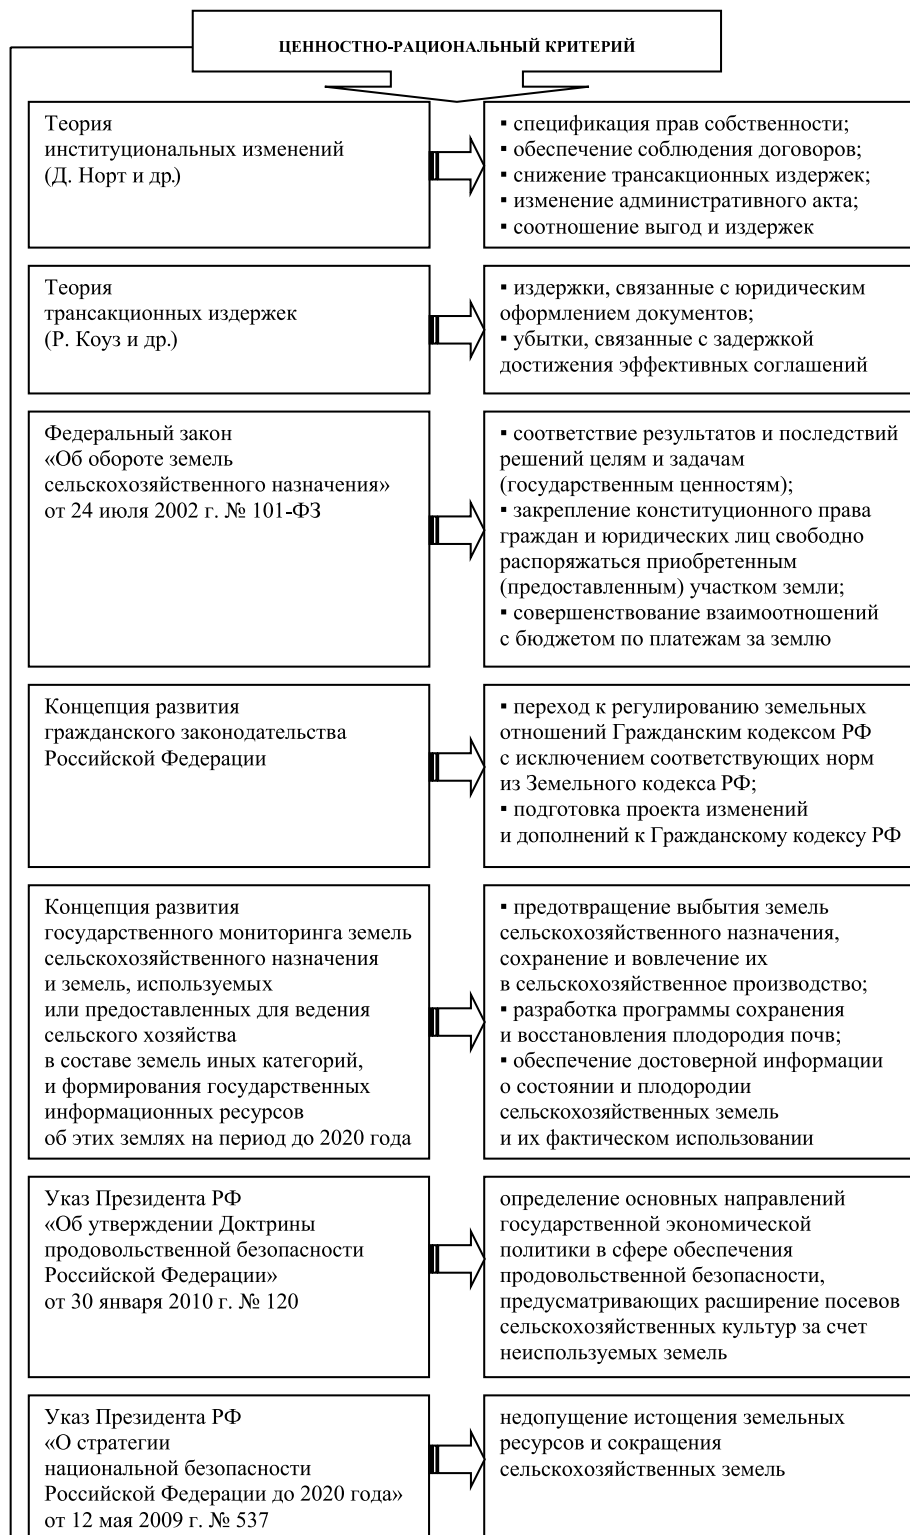 ЦЕННОСТНО-РАЦИОНАЛЬНЫЙ КРИТЕРИЙ
Теория
институциональных изменений
(Д. Норт и др.)
▪ спецификация прав собственности;
▪ обеспечение соблюдения договоров;
▪ снижение трансакционных издержек;
▪ изменение административного акта;
▪ соотношение выгод и издержек
Теория
трансакционных издержек
(Р. Коуз и др.)
▪ издержки, связанные с юридическим
оформлением документов;
▪ убытки, связанные с задержкой
достижения эффективных соглашений
Федеральный закон
«Об обороте земель
сельскохозяйственного назначения»
от 24 июля 2002 г. № 101-ФЗ
▪ соответствие результатов и последствий
решений целям и задачам
(государственным ценностям);
▪ закрепление конституционного права
граждан и юридических лиц свободно
распоряжаться приобретенным
(предоставленным) участком земли;
▪ совершенствование взаимоотношений
с бюджетом по платежам за землю
Концепция развития
гражданского законодательства
Российской Федерации
▪ переход к регулированию земельных
отношений Гражданским кодексом РФ
с исключением соответствующих норм
из Земельного кодекса РФ;
▪ подготовка проекта изменений
и дополнений к Гражданскому кодексу РФ
Концепция развития
государственного мониторинга земель
сельскохозяйственного назначения
и земель, используемых
или предоставленных для ведения
сельского хозяйства
в составе земель иных категорий,
и формирования государственных
информационных ресурсов
об этих землях на период до 2020 года
▪ предотвращение выбытия земель
сельскохозяйственного назначения,
сохранение и вовлечение их
в сельскохозяйственное производство;
▪ разработка программы сохранения
и восстановления плодородия почв;
▪ обеспечение достоверной информации
о состоянии и плодородии
сельскохозяйственных земель
и их фактическом использовании
Указ Президента РФ
«Об утверждении Доктрины
продовольственной безопасности
Российской Федерации»
от 30 января 2010 г. № 120
определение основных направлений
государственной экономической
политики в сфере обеспечения
продовольственной безопасности,
предусматривающих расширение посевов
сельскохозяйственных культур за счет
неиспользуемых земель
Указ Президента РФ
«О стратегии
национальной безопасности
Российской Федерации до 2020 года»
от 12 мая 2009 г. № 537
недопущение истощения земельных
ресурсов и сокращения
сельскохозяйственных земель